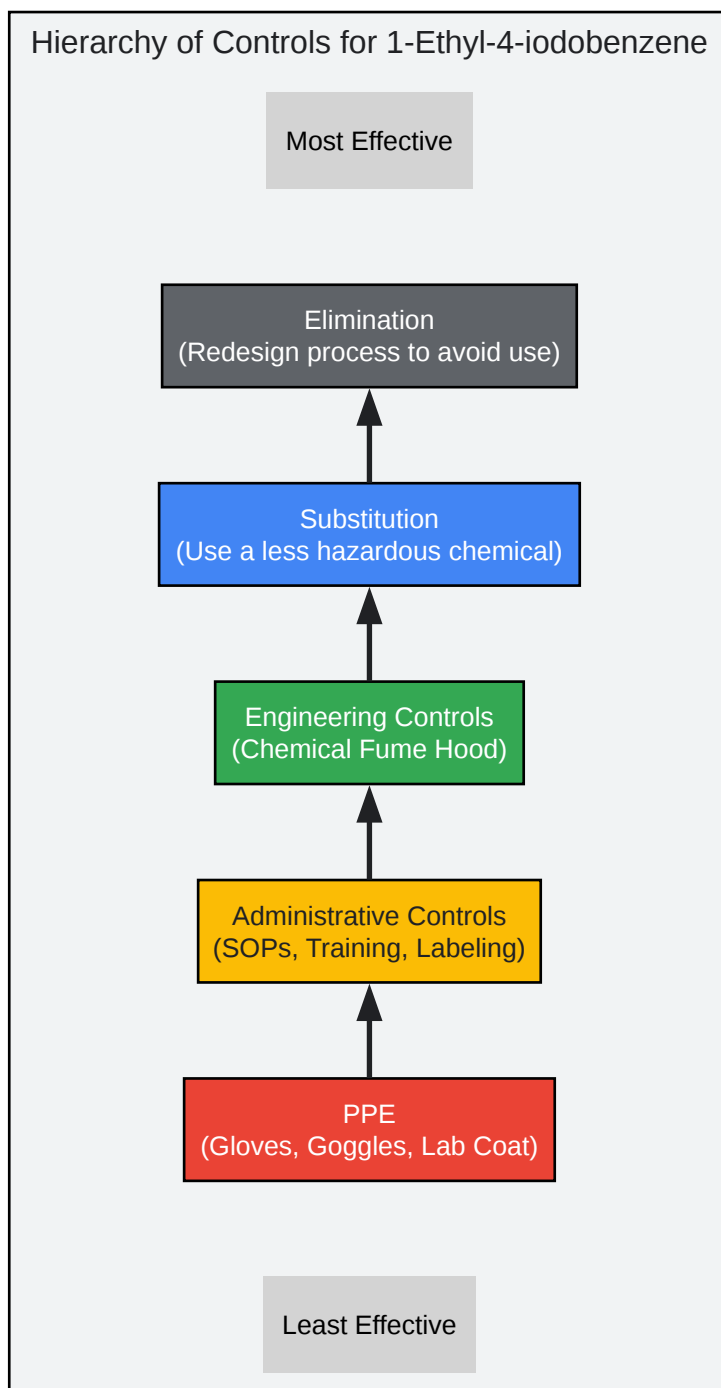 Hierarchy of Controls for 1-Ethyl-4-iodobenzene
Most Effective
Elimination
(Redesign process to avoid use)
Substitution
(Use a less hazardous chemical)
Engineering Controls
(Chemical Fume Hood)
Administrative Controls
(SOPs, Training, Labeling)
PPE
(Gloves, Goggles, Lab Coat)
Least Effective